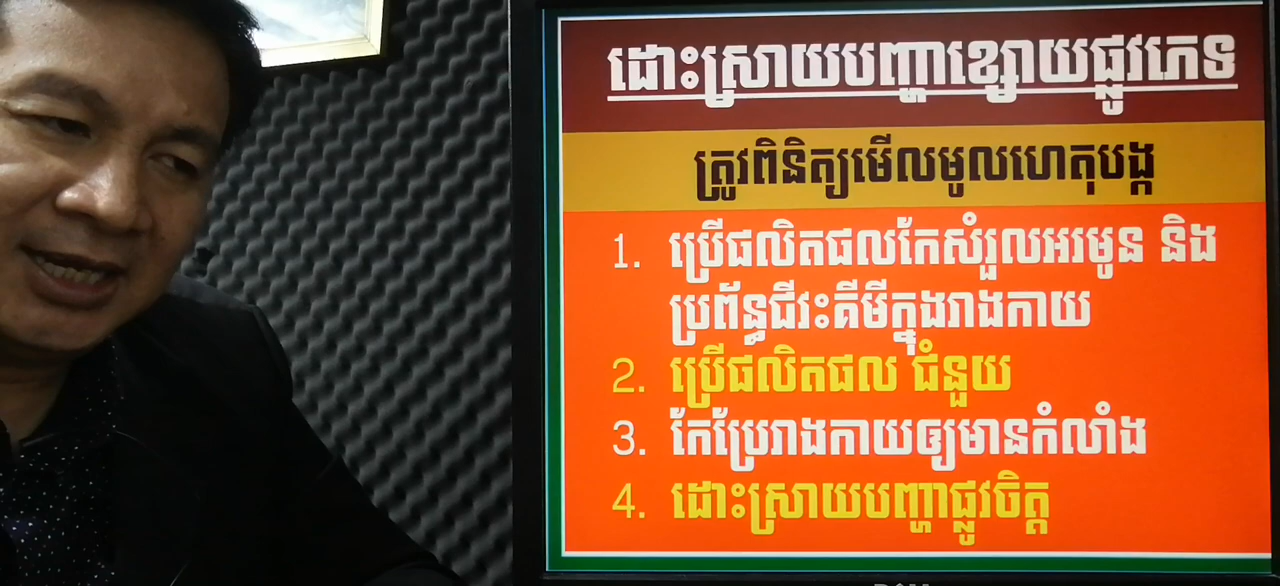 ដោះស្រាយបញ្ហាខ្សោយផ្លូវភេទ
ត្រូវពិនិត្យមើលមូលហេតុបង្ក
1. ប្រើផលិតផលកែសំរួលអរមូន និង
ប្រព័ន្ធជីវះគីមីក្នុងរាងកាយ
2. ប្រើផលិតផល ជំនួយ
3. កែប្រែរាងកាយឲ្យមានកំលាំង
4. ដោះស្រាយបញ្ហាផ្លូវចិត្ត